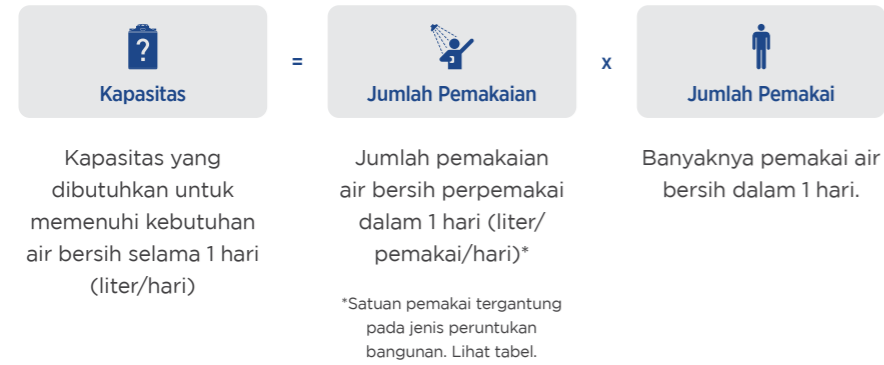 ?
Kapasitas
=
Jumlah Pemakaian
x
Jumlah Pemakai
Kapasitas yang
dibutuhkan untuk
memenuhi kebutuhan
air bersih selama 1 hari
(liter/hari)
Jumlah pemakaian
air bersih perpemakai
dalam 1 hari (liter/
pemakai/hari)*
*Satuan pemakai tergantung
pada jenis peruntukan
bangunan. Lihat tabel.
Banyaknya pemakai air
bersih dalam 1 hari.